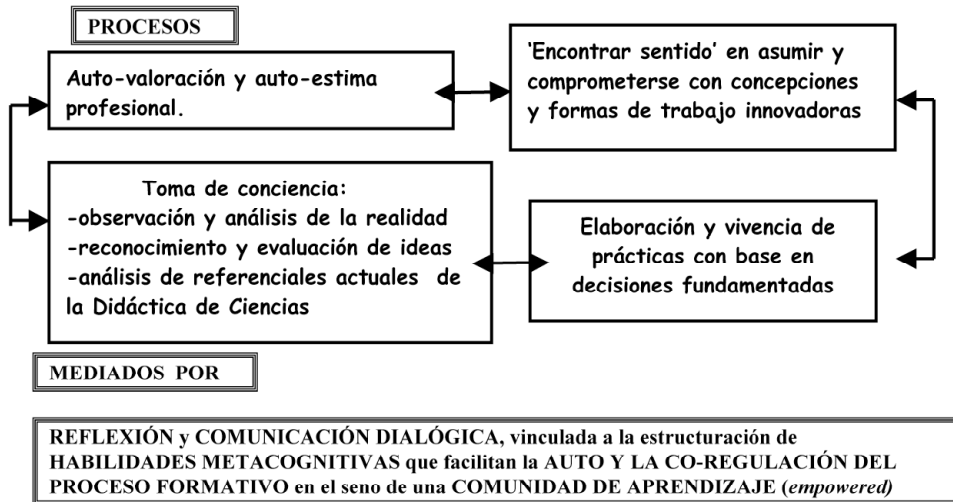 PROCESOS
Auto-valoración y auto-estima
profesional.
'Encontrar sentido' en asumir y
comprometerse con concepciones
y formas de trabajo innovadoras
Toma de conciencia:
-observación y análisis de la realidad
-reconocimiento y evaluación de ideas
-análisis de referenciales actuales de
la Didáctica de Ciencias
Elaboración y vivencia de
prácticas con base en
decisiones fundamentadas
MEDIADOS POR
REFLEXIÓN y COMUNICACIÓN DIALÓGICA, vinculada a la estructuración de
HABILIDADES METACOGNITIVAS que facilitan la AUTO Y LA CO-REGULACIÓN DEL
PROCESO FORMATIVO en el seno de una COMUNIDAD DE APRENDIZAJE (empowered)